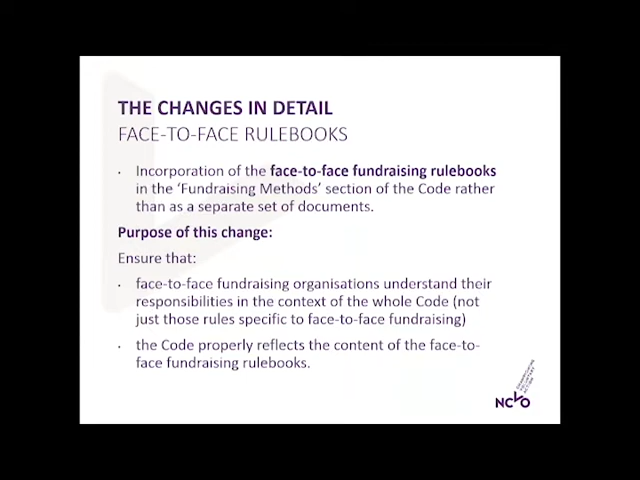 THE CHANGES IN DETAIL
FACE-TO-FACE RULEBOOKS
· Incorporation of the face-to-face fundraising rulebooks
in the ‘Fundraising Methods’ section of the Code rather
than as a separate set of documents.
Purpose of this change:
Ensure that:
· face-to-face fundraising organisations understand their
responsibilities in the context of the whole Code (not
just those rules specific to face-to-face fundraising)
· the Code properly reflects the content of the face-to-
face fundraising rulebooks.
NCVO